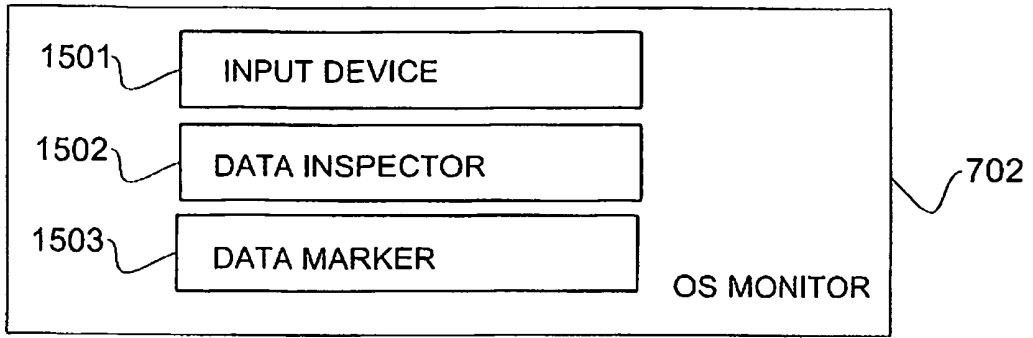 1501 INPUT DEVICE
1502 DATA INSPECTOR
702
1503 DATA MARKER
OS MONITOR